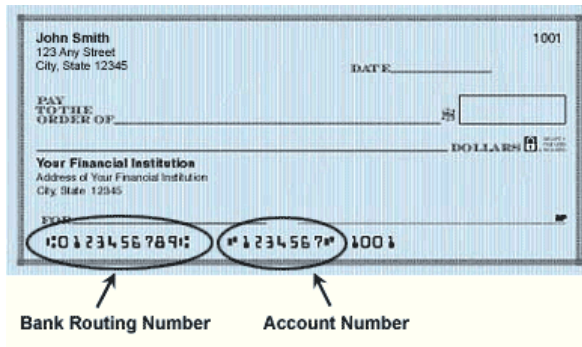 John Smith 1001
123 Any Street
City, State 12345
DATE
PAY
TO THE
ORDER OF
DOLLARS
Your Financial Institution
Address of Your Financial Institution
City, State 12345
FOR
⑆0123456789⑆ ⑈1234567⑈ 1001
Bank Routing Number Account Number